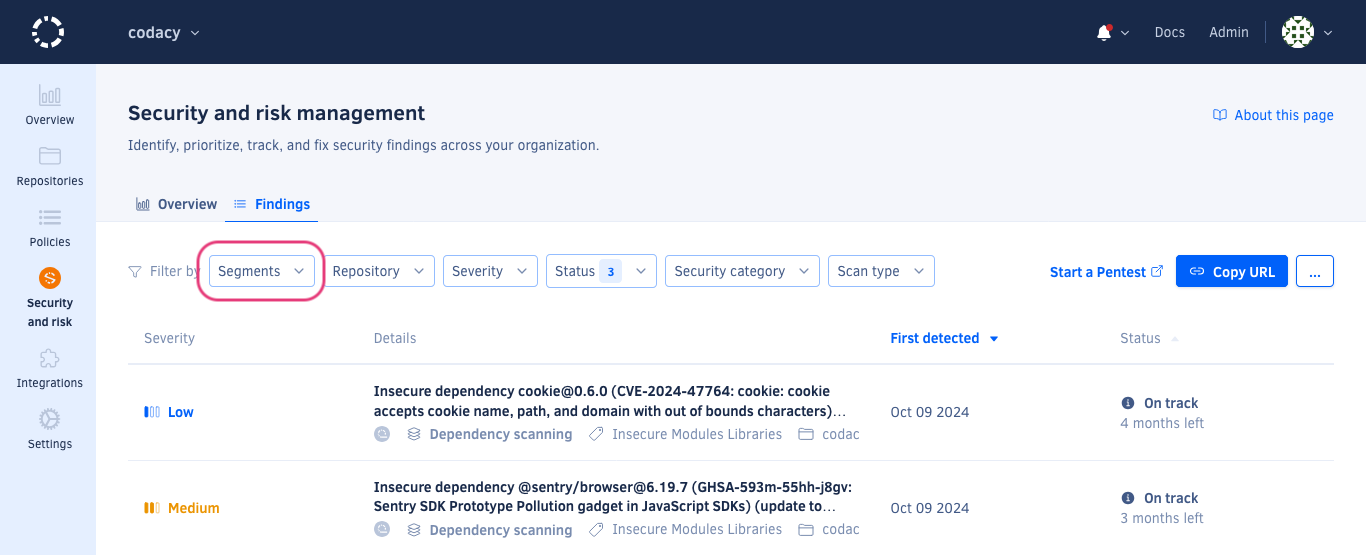 codacy
Docs
Admin
Overview
Repositories
Policies
Security
and risk
Integrations
Settings
Security and risk management
Identify, prioritize, track, and fix security findings across your organization.
About this page
Overview
Findings
Filter by
Segments
Repository
Severity
Status 3
Security category
Scan type
Start a Pentest
Copy URL
...
Severity
Details
First detected
Status
Low
Insecure dependency cookie@0.6.0 (CVE-2024-47764: cookie: cookie
accepts cookie name, path, and domain with out of bounds characters)…
Dependency scanning
Insecure Modules Libraries
codac
Oct 09 2024
On track
4 months left
Medium
Insecure dependency @sentry/browser@6.19.7 (GHSA-593m-55hh-j8gv:
Sentry SDK Prototype Pollution gadget in JavaScript SDKs) (update to…
Dependency scanning
Insecure Modules Libraries
codac
Oct 09 2024
On track
3 months left